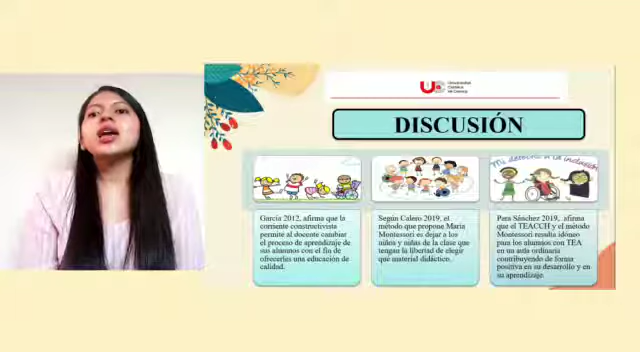 Universidad
Católica
de Cuenca
DISCUSIÓN
Mi derecho a la inclusión
García 2012, afirma que la
corriente constructivista
permite al docente cambiar
el proceso de aprendizaje de
sus alumnos con el fin de
ofrecerles una educación de
calidad.
Según Calero 2019, el
método que propone Maria
Montessori es dejar a los
niños y niñas de la clase que
tengan la libertad de elegir
que material didáctico.
Para Sánchez 2019, afirma
que el TEACCH y el método
Montessori resulta idóneo
para los alumnos con TEA
en un aula ordinaria
contribuyendo de forma
positiva en su desarrollo y en
su aprendizaje.